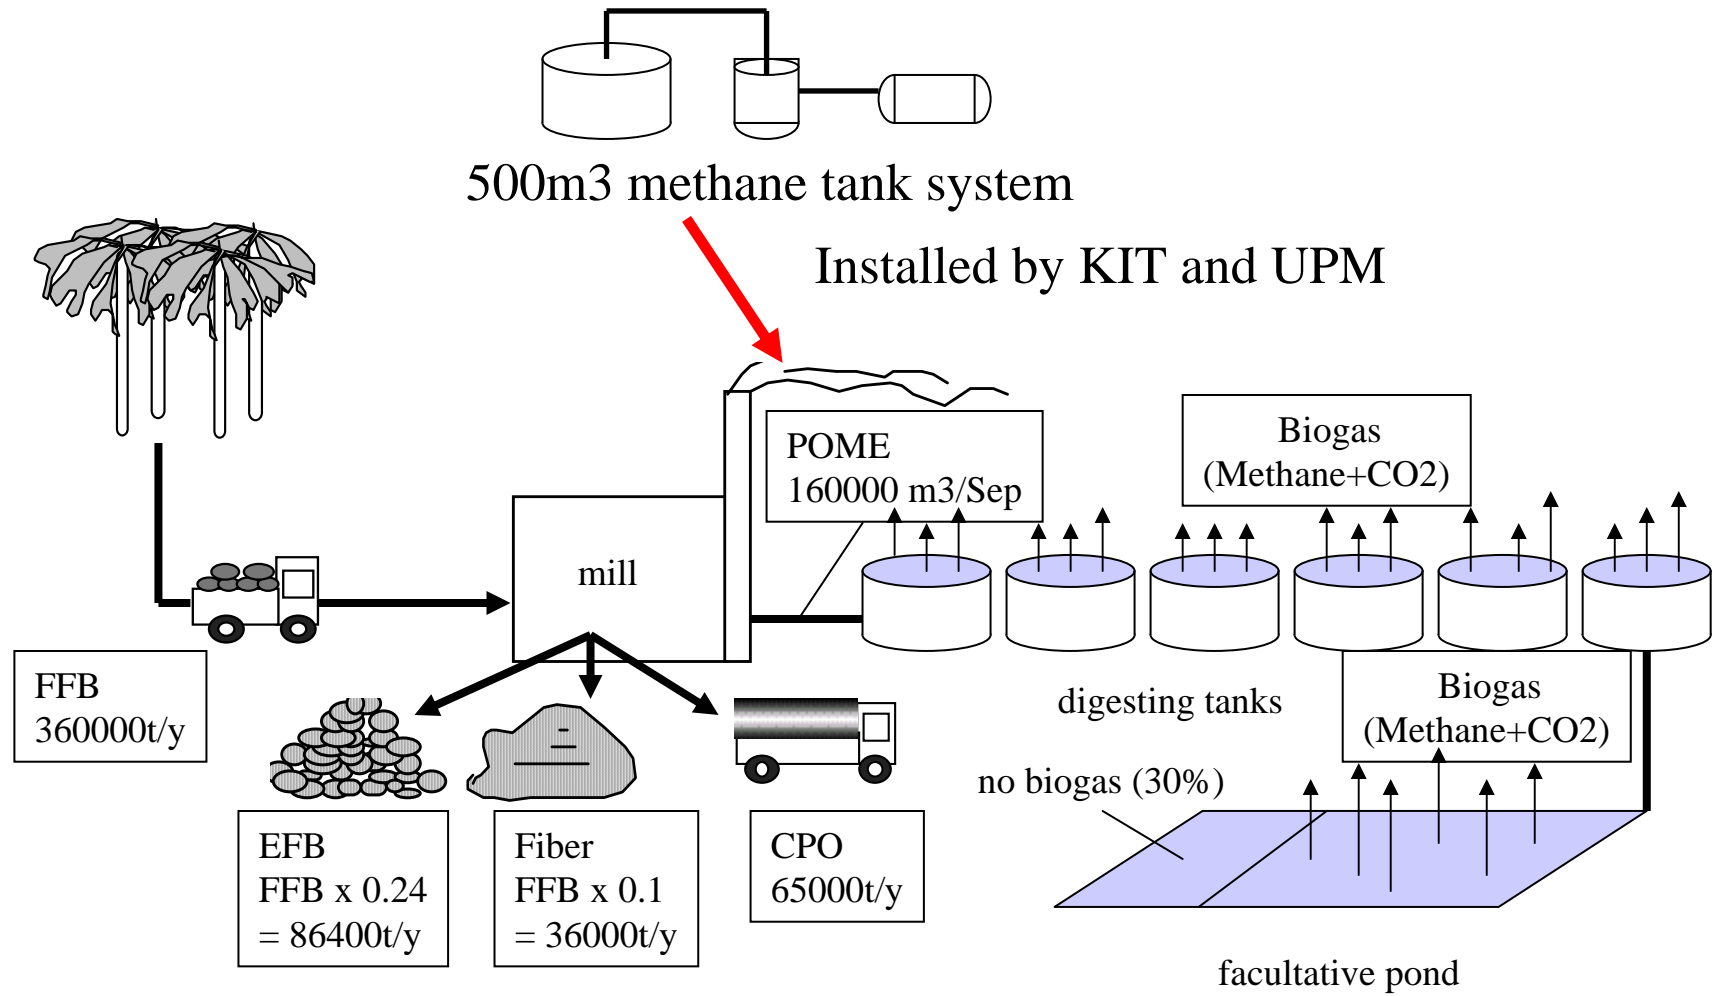 500m3 methane tank system
Installed by KIT and UPM
POME
160000 m3/Sep
Biogas
(Methane+CO2)
mill
FFB
360000t/y
digesting tanks
Biogas
(Methane+CO2)
no biogas (30%)
EFB
FFB x 0.24
= 86400t/y
Fiber
FFB x 0.1
= 36000t/y
CPO
65000t/y
facultative pond